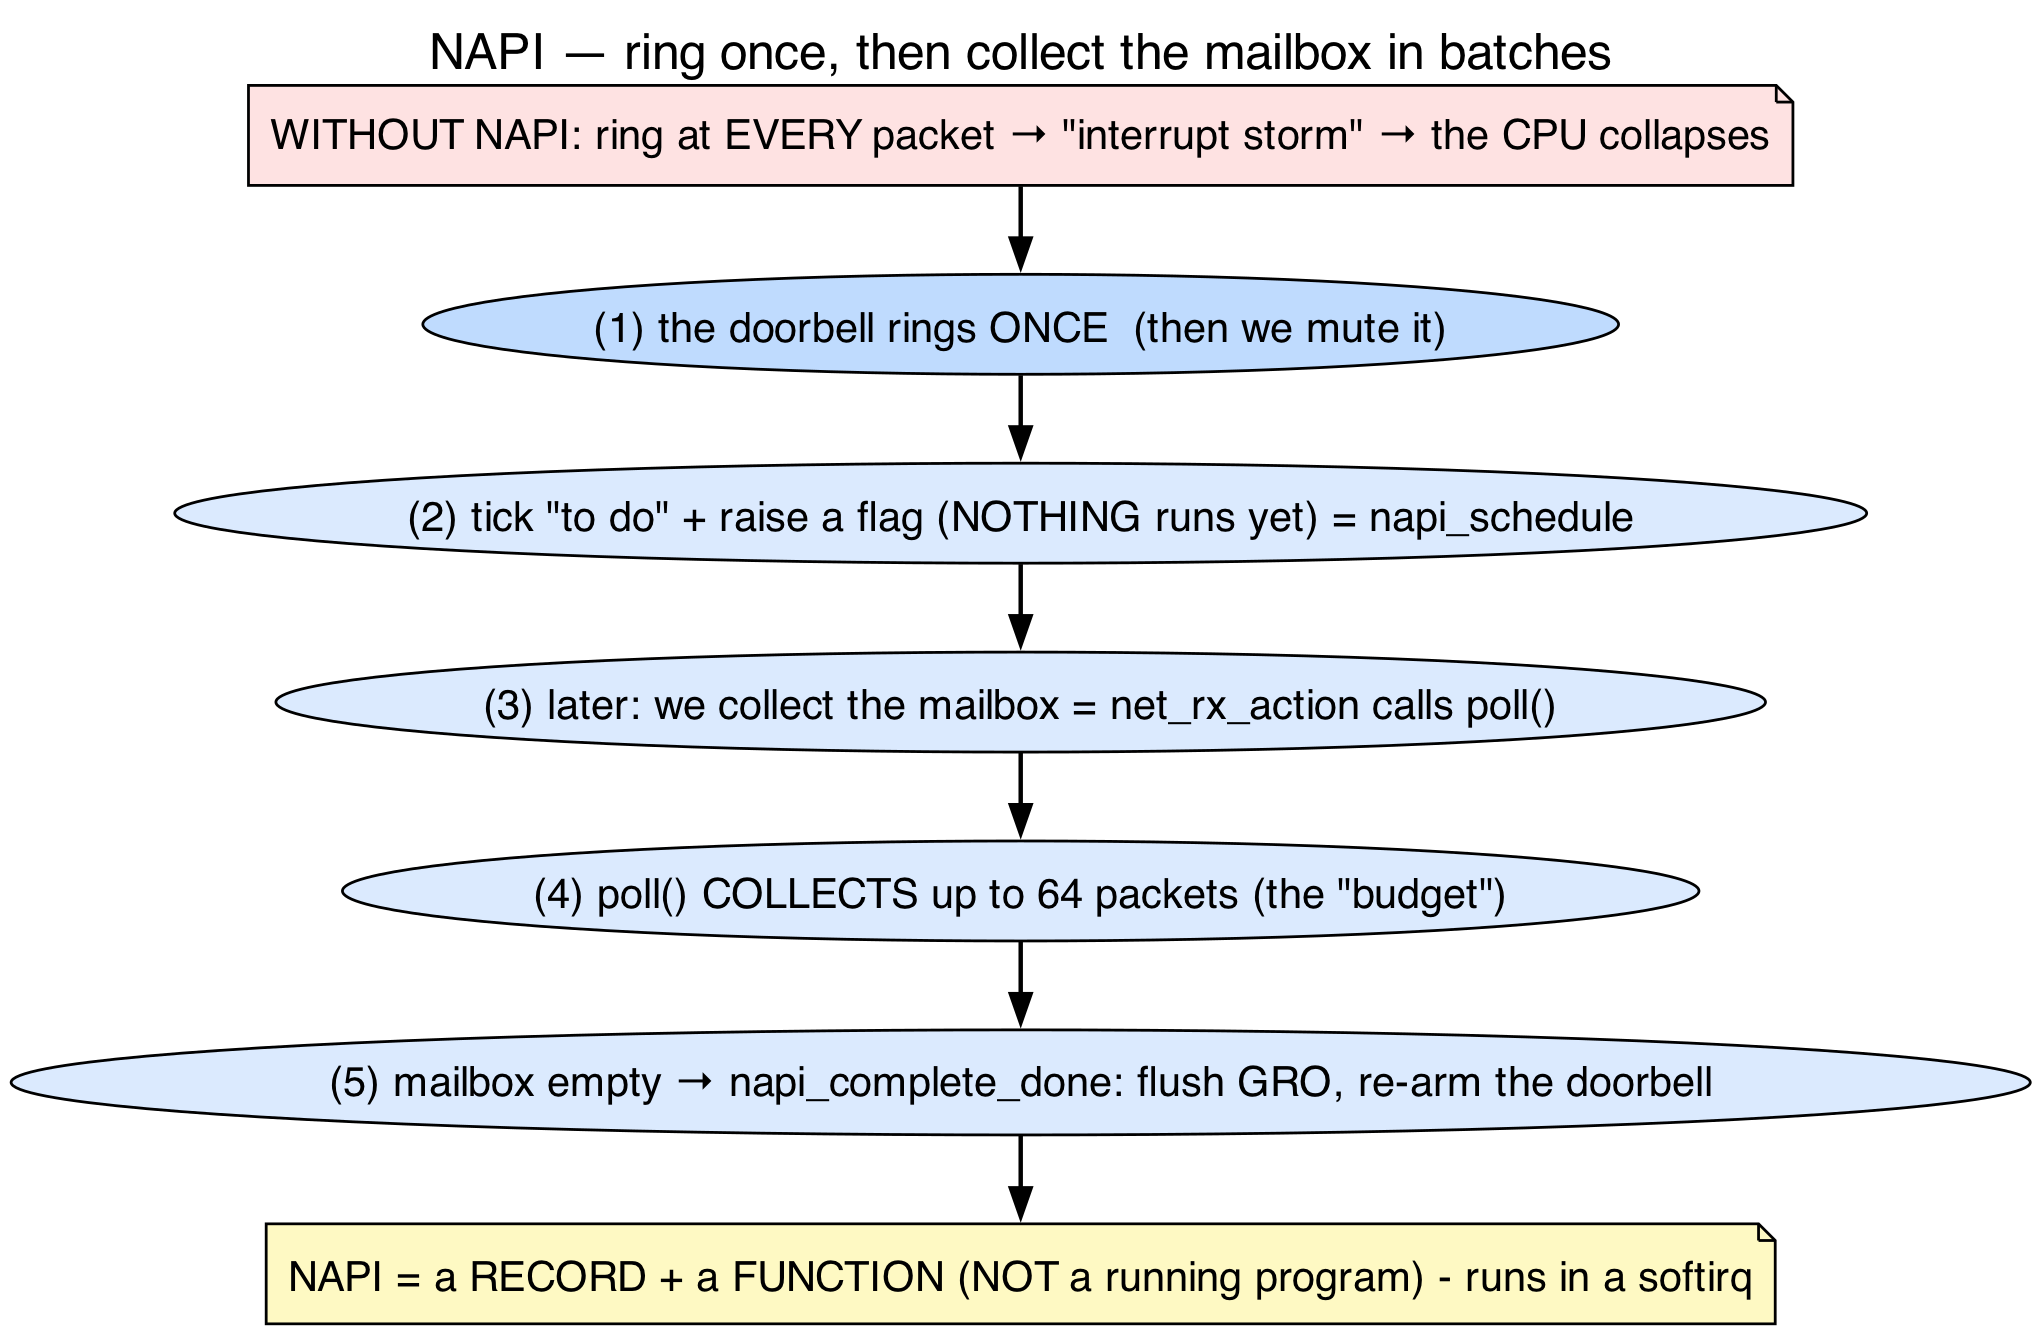 NAPI — ring once, then collect the mailbox in batches
WITHOUT NAPI: ring at EVERY packet → "interrupt storm" → the CPU collapses
(1) the doorbell rings ONCE  (then we mute it)
(2) tick "to do" + raise a flag (NOTHING runs yet) = napi_schedule
(3) later: we collect the mailbox = net_rx_action calls poll()
(4) poll() COLLECTS up to 64 packets (the "budget")
(5) mailbox empty → napi_complete_done: flush GRO, re-arm the doorbell
NAPI = a RECORD + a FUNCTION (NOT a running program) - runs in a softirq